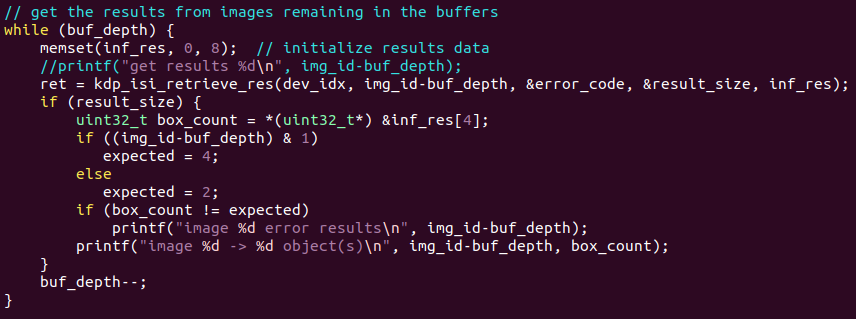 // get the results from images remaining in the buffers
while (buf_depth) {
    memset(inf_res, 0, 8);  // initialize results data
    //printf("get results %d\n", img_id-buf_depth);
    ret = kdp_isi_retrieve_res(dev_idx, img_id-buf_depth, &error_code, &result_size, inf_res);
    if (result_size) {
        uint32_t box_count = *(uint32_t*) &inf_res[4];
        if ((img_id-buf_depth) & 1)
           expected = 4;
        else
           expected = 2;
        if (box_count != expected)
            printf("image %d error results\n", img_id-buf_depth);
        printf("image %d -> %d object(s)\n", img_id-buf_depth, box_count);
    }
    buf_depth--;
}